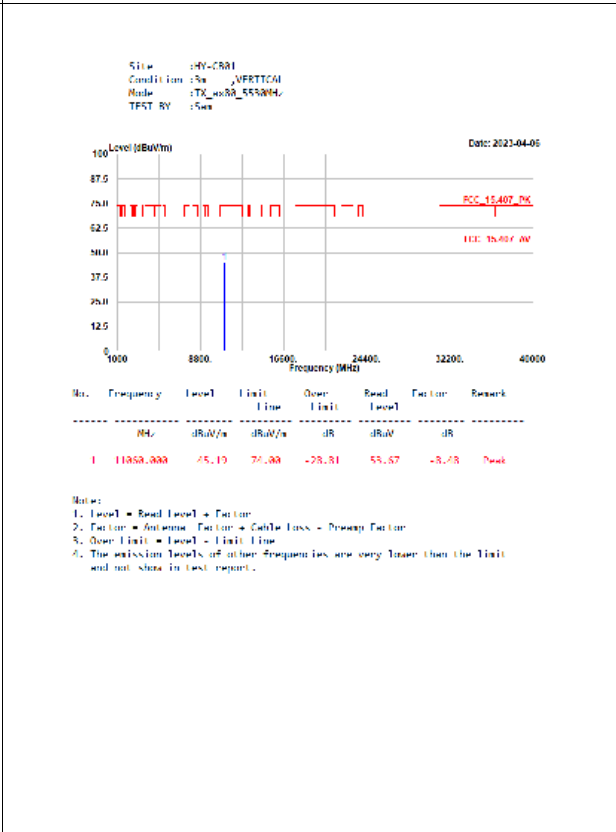 Site :HY-CB01
Condition :3m ,VERTICAL
Mode :TX_ax80_5530MHz
TEST BY :Sam
Level (dBuV/m)
Date: 2023-04-06
100
87.5
75.0
FCC_15.407_PK
62.5
FCC_15.407_AV
50.0
1
37.5
25.0
12.5
0
1000 8800. 16600. 24400. 32200. 40000
Frequency (MHz)
No. Frequency Level Limit Over Read Factor Remark
Line Limit Level
MHz dBuV/m dBuV/m dB dBuV dB
1 11060.000 45.19 74.00 -28.81 53.67 -8.48 Peak
Note:
1. Level = Read Level + Factor
2. Factor = Antenna Factor + Cable Loss - Preamp Factor
3. Over Limit = Level - Limit Line
4. The emission levels of other frequencies are very lower than the limit
and not show in test report.